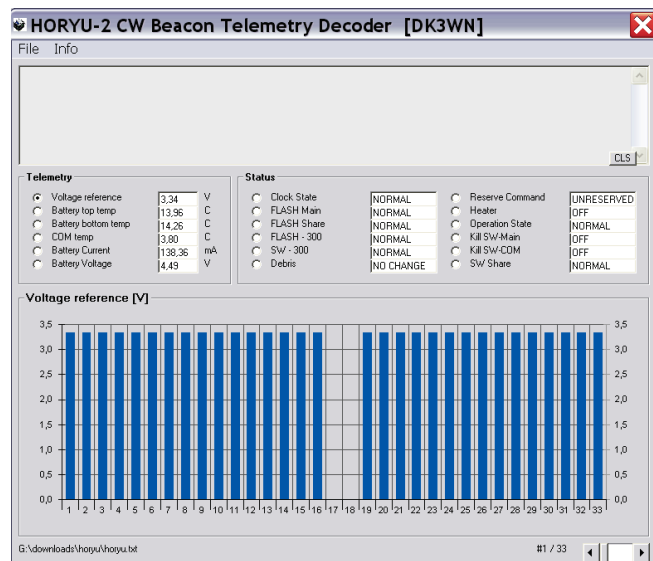 HORYU-2 CW Beacon Telemetry Decoder [DK3WN]
File Info
CLS
Telemetry
Voltage reference 3,34 V
Battery top temp 13,96 C
Battery bottom temp 14,26 C
COM temp 3,80 C
Battery Current 138,36 mA
Battery Voltage 4,49 V
Status
Clock State NORMAL Reserve Command UNRESERVED
FLASH Main NORMAL Heater OFF
FLASH Share NORMAL Operation State NORMAL
FLASH - 300 NORMAL Kill SW-Main OFF
SW - 300 NORMAL Kill SW-COM OFF
Debris NO CHANGE SW Share NORMAL
Voltage reference [V]
3,5 3,5
3,0 3,0
2,5 2,5
2,0 2,0
1,5 1,5
1,0 1,0
0,5 0,5
0,0 0,0
1 2 3 4 5 6 7 8 9 10 11 12 13 14 15 16 17 18 19 20 21 22 23 24 25 26 27 28 29 30 31 32 33
G:\downloads\horyu\horyu.txt #1 / 33